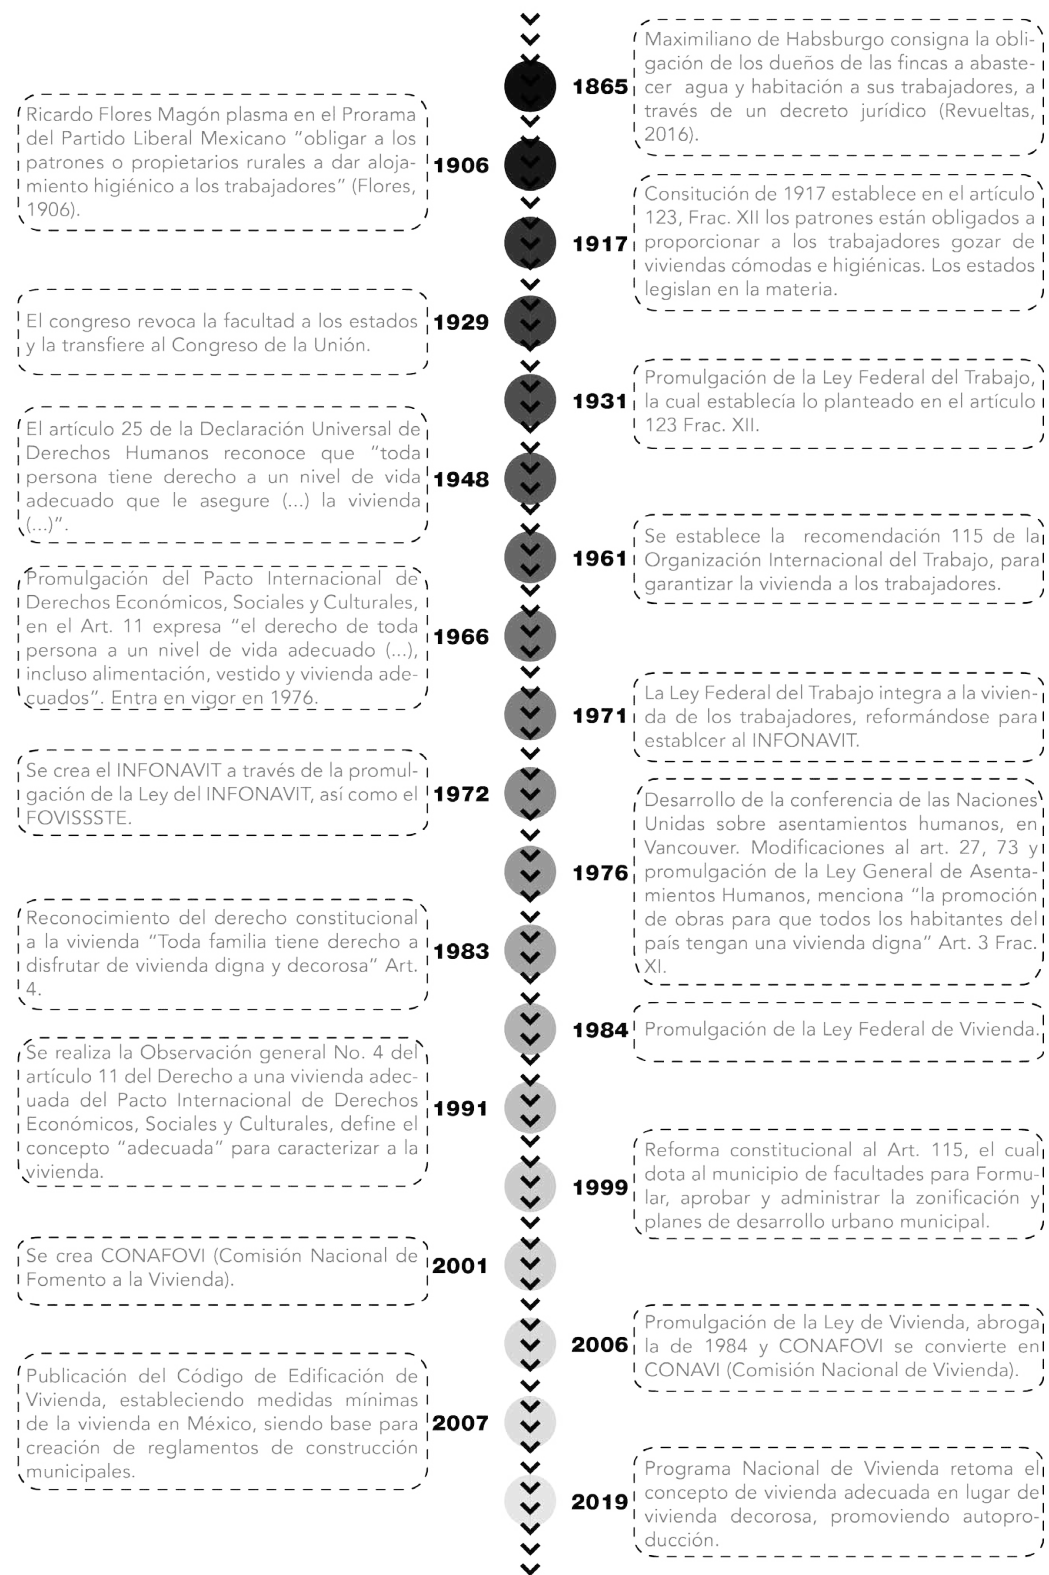 1865
Maximiliano de Habsburgo consigna la obli-
gación de los dueños de las fincas a abaste-
cer agua y habitación a sus trabajadores, a
través de un decreto jurídico (Revueltas,
2016).
Ricardo Flores Magón plasma en el Prorama
del Partido Liberal Mexicano “obligar a los
patrones o propietarios rurales a dar aloja-
miento higiénico a los trabajadores” (Flores,
1906).
1906
1917
Consitución de 1917 establece en el artículo
123, Frac. XII los patrones están obligados a
proporcionar a los trabajadores gozar de
viviendas cómodas e higiénicas. Los estados
legislan en la materia.
El congreso revoca la facultad a los estados
y la transfiere al Congreso de la Unión.
1929
1931
Promulgación de la Ley Federal del Trabajo,
la cual establecía lo planteado en el artículo
123 Frac. XII.
El artículo 25 de la Declaración Universal de
Derechos Humanos reconoce que “toda
persona tiene derecho a un nivel de vida
adecuado que le asegure (...) la vivienda
(...)”.
1948
1961
Se establece la recomendación 115 de la
Organización Internacional del Trabajo, para
garantizar la vivienda a los trabajadores.
Promulgación del Pacto Internacional de
Derechos Económicos, Sociales y Culturales,
en el Art. 11 expresa “el derecho de toda
persona a un nivel de vida adecuado (...),
incluso alimentación, vestido y vivienda ade-
cuados”. Entra en vigor en 1976.
1966
1971
La Ley Federal del Trabajo integra a la vivien-
da de los trabajadores, reformándose para
establcer al INFONAVIT.
Se crea el INFONAVIT a través de la promul-
gación de la Ley del INFONAVIT, así como el
FOVISSSTE.
1972
1976
Desarrollo de la conferencia de las Naciones
Unidas sobre asentamientos humanos, en
Vancouver. Modificaciones al art. 27, 73 y
promulgación de la Ley General de Asenta-
mientos Humanos, menciona “la promoción
de obras para que todos los habitantes del
país tengan una vivienda digna” Art. 3 Frac.
XI.
Reconocimiento del derecho constitucional
a la vivienda “Toda familia tiene derecho a
disfrutar de vivienda digna y decorosa” Art.
4.
1983
1984
Promulgación de la Ley Federal de Vivienda.
Se realiza la Observación general No. 4 del
artículo 11 del Derecho a una vivienda adec-
uada del Pacto Internacional de Derechos
Económicos, Sociales y Culturales, define el
concepto “adecuada” para caracterizar a la
vivienda.
1991
1999
Reforma constitucional al Art. 115, el cual
dota al municipio de facultades para Formu-
lar, aprobar y administrar la zonificación y
planes de desarrollo urbano municipal.
Se crea CONAFOVI (Comisión Nacional de
Fomento a la Vivienda).
2001
2006
Promulgación de la Ley de Vivienda, abroga
la de 1984 y CONAFOVI se convierte en
CONAVI (Comisión Nacional de Vivienda).
Publicación del Código de Edificación de
Vivienda, estableciendo medidas mínimas
de la vivienda en México, siendo base para
creación de reglamentos de construcción
municipales.
2007
2019
Programa Nacional de Vivienda retoma el
concepto de vivienda adecuada en lugar de
vivienda decorosa, promoviendo autopro-
ducción.